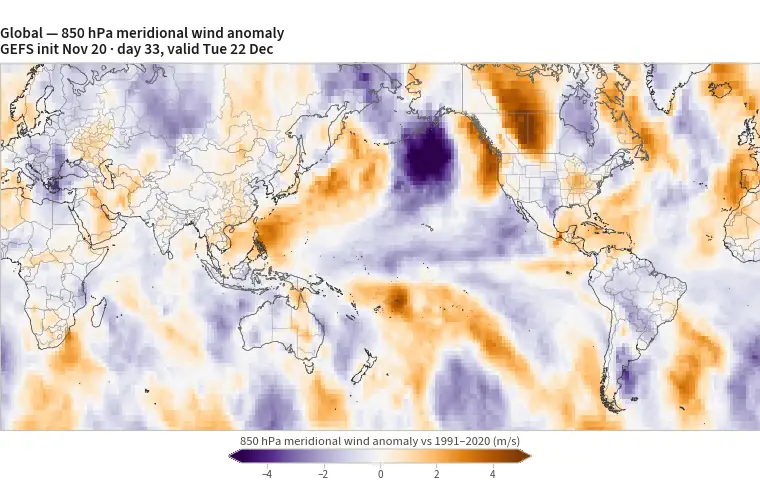 Global — 850 hPa meridional wind anomaly
GEFS init Nov 20 · day 33, valid Tue 22 Dec
850 hPa meridional wind anomaly vs 1991–2020 (m/s)
−4 −2 0 2 4